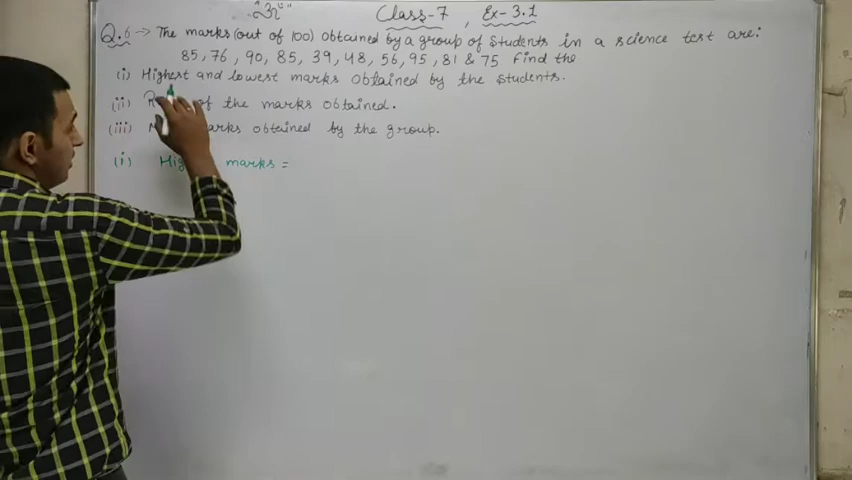 Class-7, Ex-3.1
Q.6 → The marks (out of 100) obtained by a group of students in a science test are:
85, 76, 90, 85, 39, 48, 56, 95, 81 & 75 Find the
(i) Highest and lowest marks obtained by the students.
(ii) of the marks obtained.
(iii) marks obtained by the group.
(i) marks =